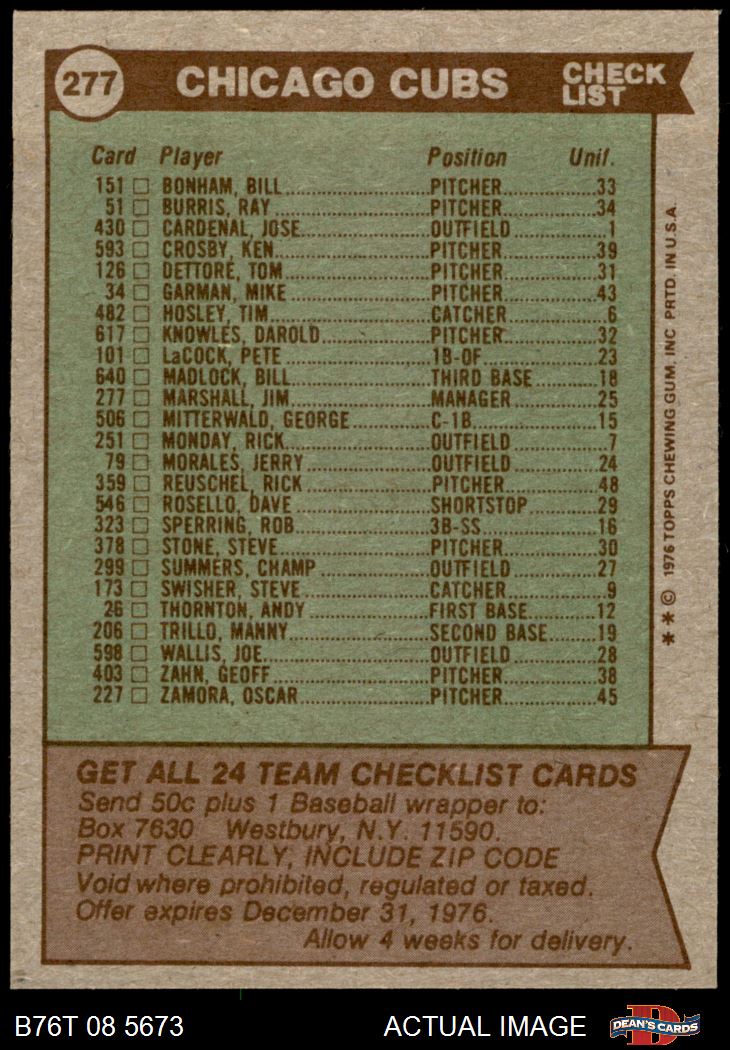 277 CHICAGO CUBS CHECK LIST
Card Player Position Unif.
151 □ BONHAM, BILL PITCHER 33
51 □ BURRIS, RAY PITCHER 34
430 □ CARDENAL, JOSE OUTFIELD 1
593 □ CROSBY, KEN PITCHER 39
126 □ DETTORE, TOM PITCHER 31
34 □ GARMAN, MIKE PITCHER 43
482 □ HOSLEY, TIM CATCHER 6
617 □ KNOWLES, DAROLD PITCHER 32
101 □ LaCOCK, PETE 1B-OF 23
640 □ MADLOCK, BILL THIRD BASE 18
277 □ MARSHALL, JIM MANAGER 25
506 □ MITTERWALD, GEORGE C-1B 15
251 □ MONDAY, RICK OUTFIELD 7
79 □ MORALES, JERRY OUTFIELD 24
359 □ REUSCHEL, RICK PITCHER 48
546 □ ROSELLO, DAVE SHORTSTOP 29
323 □ SPERRING, ROB 3B-SS 16
378 □ STONE, STEVE PITCHER 30
299 □ SUMMERS, CHAMP OUTFIELD 27
173 □ SWISHER, STEVE CATCHER 9
26 □ THORNTON, ANDY FIRST BASE 12
206 □ TRILLO, MANNY SECOND BASE 19
598 □ WALLIS, JOE OUTFIELD 28
403 □ ZAHN, GEOFF PITCHER 38
227 □ ZAMORA, OSCAR PITCHER 45
**© 1976 TOPPS CHEWING GUM. INC PRTD. IN U.S.A.
GET ALL 24 TEAM CHECKLIST CARDS
Send 50c plus 1 Baseball wrapper to:
Box 7630 Westbury, N.Y. 11590.
PRINT CLEARLY, INCLUDE ZIP CODE
Void where prohibited, regulated or taxed.
Offer expires December 31, 1976.
Allow 4 weeks for delivery.
B76T 08 5673 ACTUAL IMAGE D DEAN'S CARDS